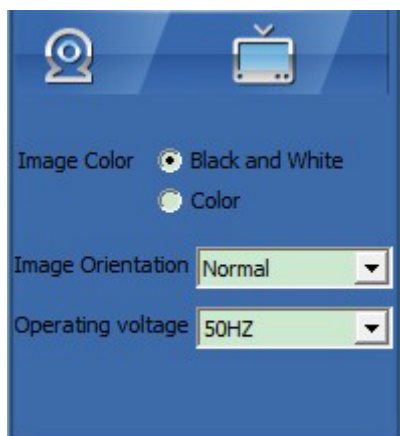 Image Color Black and White
Color
Image Orientation Normal
Operating voltage 50HZ